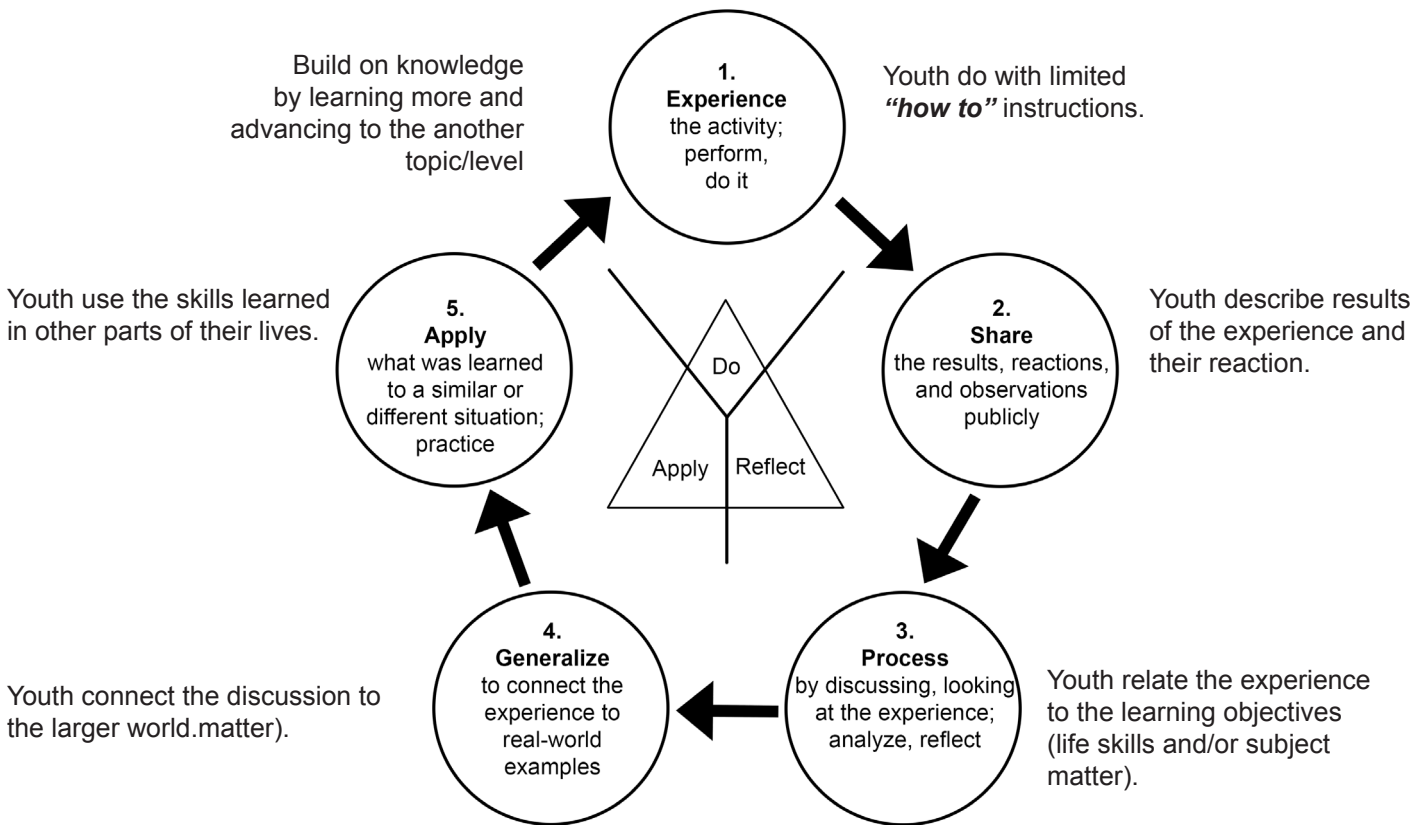 Build on knowledge
by learning more and
advancing to the another
topic/level
1.
Experience
the activity;
perform,
do it
Youth do with limited
“how to” instructions.
2.
Share
the results, reactions,
and observations
publicly
Youth describe results
of the experience and
their reaction.
3.
Process
by discussing, looking
at the experience;
analyze, reflect
Youth relate the experience
to the learning objectives
(life skills and/or subject
matter).
4.
Generalize
to connect the
experience to
real-world
examples
Youth connect the discussion to
the larger world.matter).
5.
Apply
what was learned
to a similar or
different situation;
practice
Youth use the skills learned
in other parts of their lives.
Do
Apply
Reflect